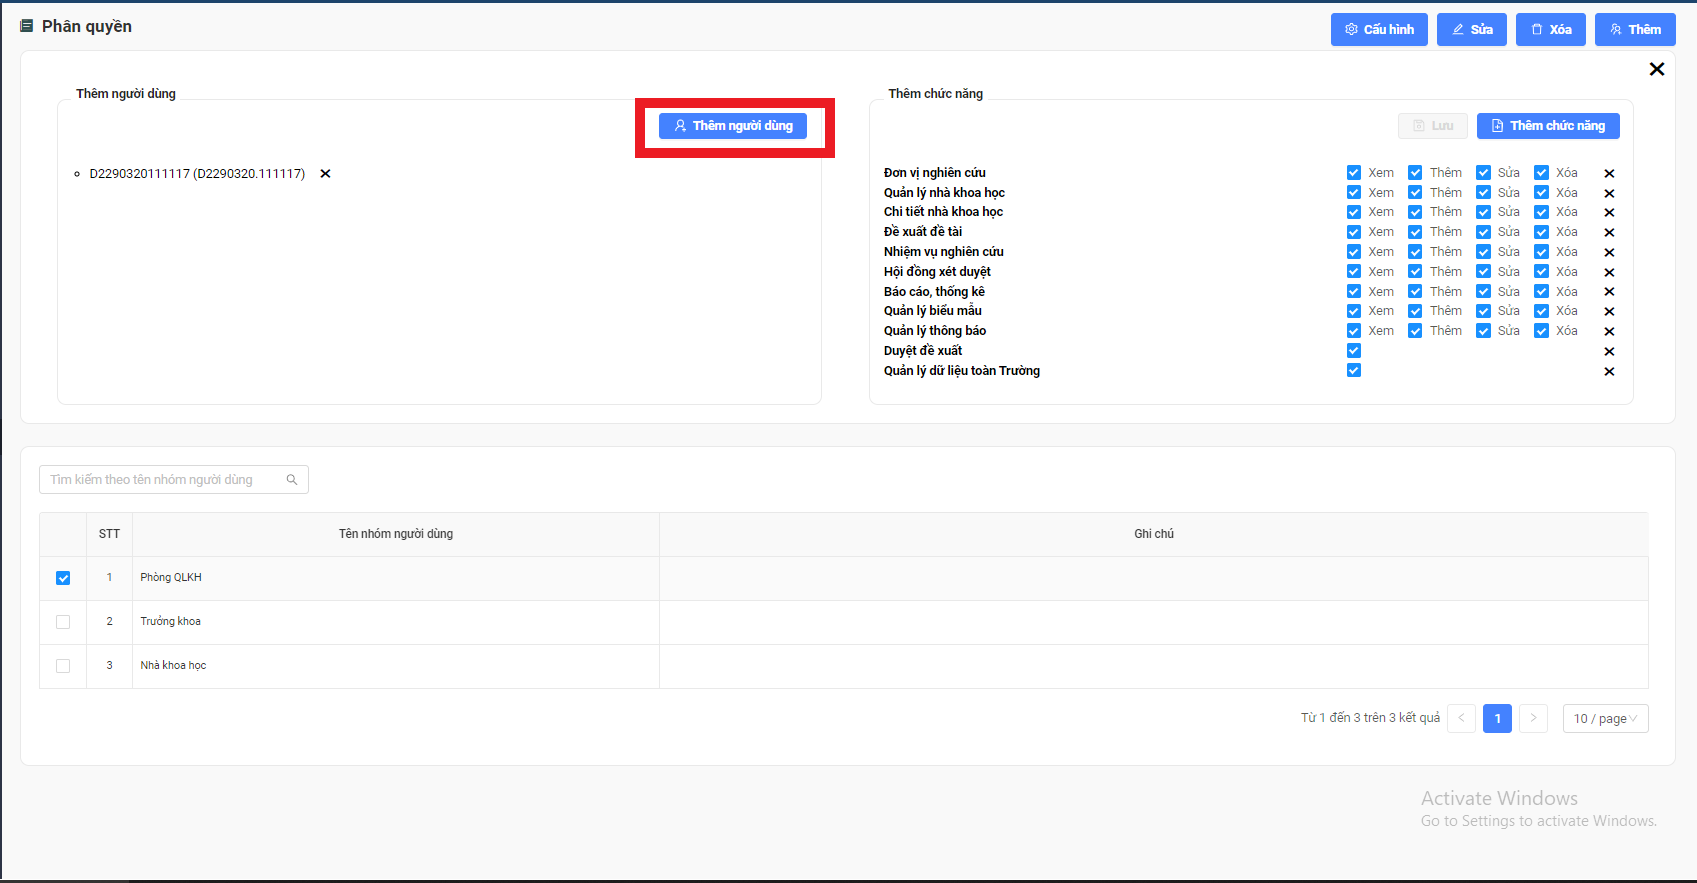 Phân quyền
Cấu hình
Sửa
Xóa
Thêm
Thêm người dùng
Thêm người dùng
D2290320111117 (D2290320.111117)
Thêm chức năng
Lưu
Thêm chức năng
Đơn vị nghiên cứu Xem Thêm Sửa Xóa
Quản lý nhà khoa học Xem Thêm Sửa Xóa
Chi tiết nhà khoa học Xem Thêm Sửa Xóa
Đề xuất đề tài Xem Thêm Sửa Xóa
Nhiệm vụ nghiên cứu Xem Thêm Sửa Xóa
Hội đồng xét duyệt Xem Thêm Sửa Xóa
Báo cáo, thống kê Xem Thêm Sửa Xóa
Quản lý biểu mẫu Xem Thêm Sửa Xóa
Quản lý thông báo Xem Thêm Sửa Xóa
Duyệt đề xuất
Quản lý dữ liệu toàn Trường
Tìm kiếm theo tên nhóm người dùng
STT Tên nhóm người dùng Ghi chú
1 Phòng QLKH
2 Trưởng khoa
3 Nhà khoa học
Từ 1 đến 3 trên 3 kết quả < 1 > 10 / page
Activate Windows
Go to Settings to activate Windows.